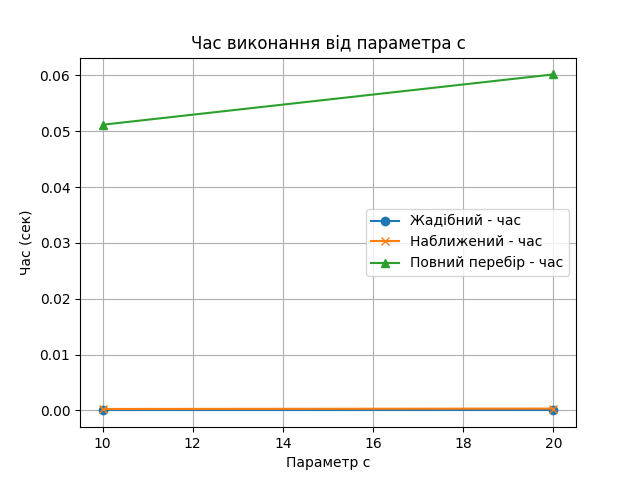 Час виконання від параметра c
0.06
0.05
0.04
0.03
0.02
0.01
0.00
Час (сек)
Жадібний - час
Наближений - час
Повний перебір - час
10 12 14 16 18 20
Параметр c